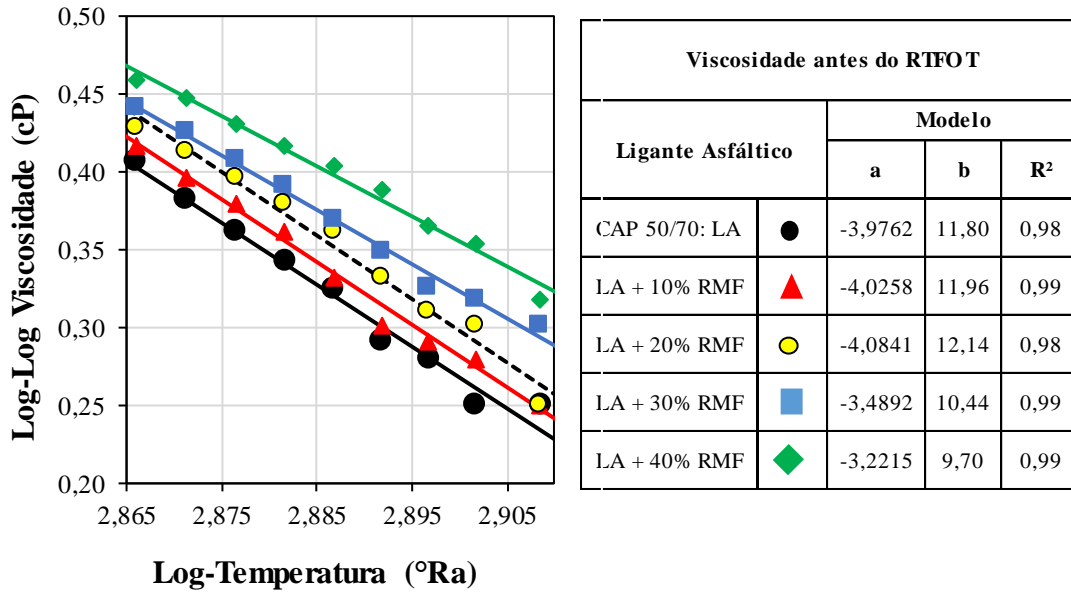 0,50
0,45
0,40
0,35
0,30
0,25
0,20
Log-Log Viscosidade (cP)
2,865 2,875 2,885 2,895 2,905
Log-Temperatura (°Ra)
Viscosidade antes do RTFOT
Ligante Asfáltico
Modelo
a b R²
CAP 50/70: LA -3,9762 11,80 0,98
LA + 10% RMF -4,0258 11,96 0,99
LA + 20% RMF -4,0841 12,14 0,98
LA + 30% RMF -3,4892 10,44 0,99
LA + 40% RMF -3,2215 9,70 0,99